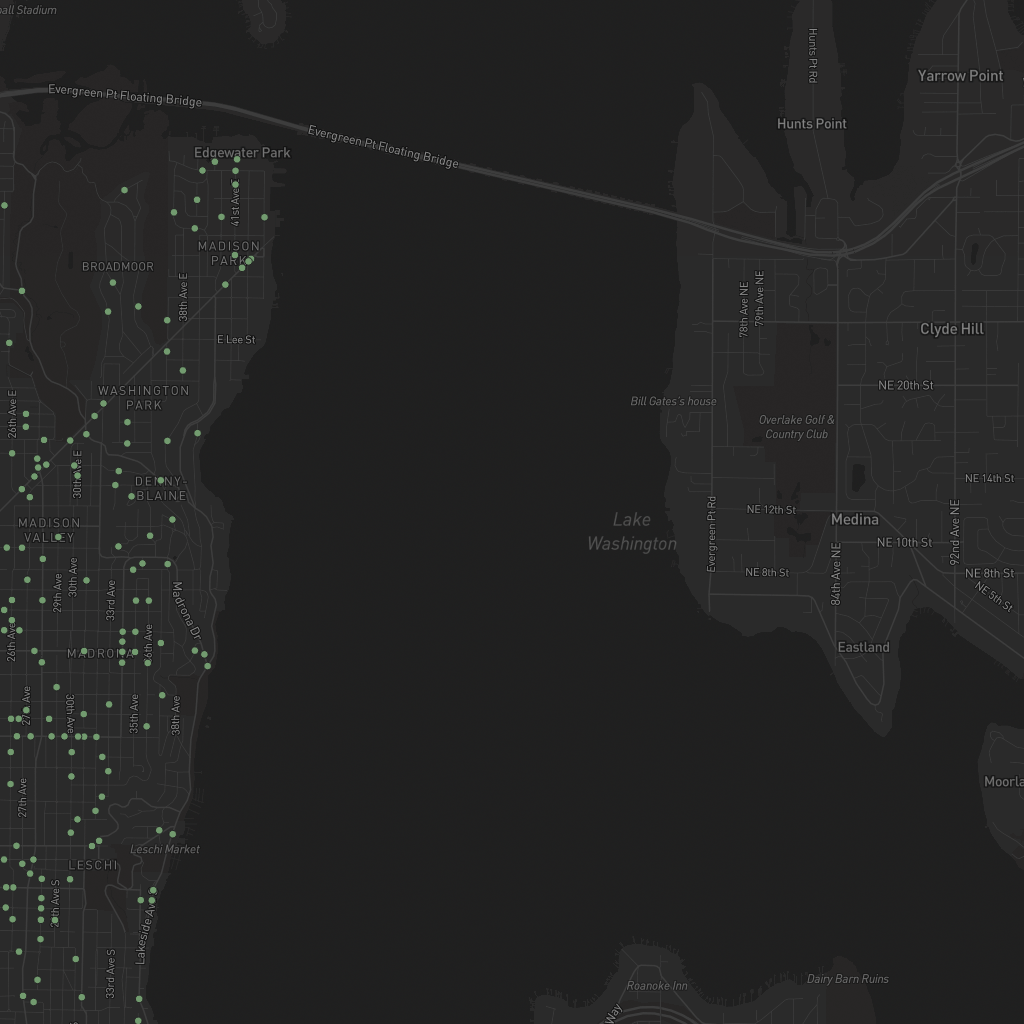 ball Stadium
Evergreen Pt Floating Bridge
Evergreen Pt Floating Bridge
Hunts Pt Rd
Yarrow Point
Hunts Point
Edgewater Park
41st Ave E
MADISON
PARK
BROADMOOR
38th Ave E
E Lee St
78th Ave NE
79th Ave NE
Clyde Hill
NE 20th St
WASHINGTON
PARK
26th Ave E
Bill Gates's house
Overlake Golf &
Country Club
30th Ave E
DENNY-
BLAINE
NE 14th St
MADISON
VALLEY
Lake
Washington
Evergreen Pt Rd
NE 12th St
Medina
92nd Ave NE
NE 10th St
84th Ave NE
NE 8th St
NE 8th St
NE 5th St
29th Ave
30th Ave
33rd Ave
Madrona Dr
26th Ave
MADRONA
36th Ave
Eastland
27th Ave
30th Ave
35th Ave
38th Ave
27th Ave
Moorla
Leschi Market
LESCHI
Lakeside Ave
33rd Ave S
Dairy Barn Ruins
Roanoke Inn
Way